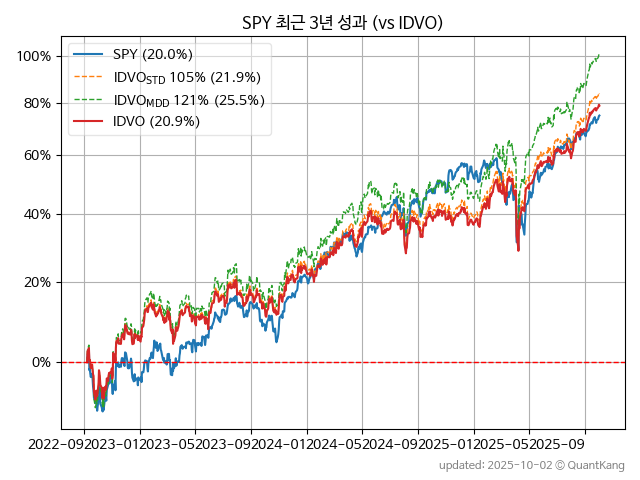 SPY 최근 3년 성과 (vs IDVO)
SPY (20.0%)
IDVO_STD 105% (21.9%)
IDVO_MDD 121% (25.5%)
IDVO (20.9%)
100%
80%
60%
40%
20%
0%
2022-09 2023-01 2023-05 2023-09 2024-01 2024-05 2024-09 2025-01 2025-05 2025-09
updated: 2025-10-02 © QuantKang